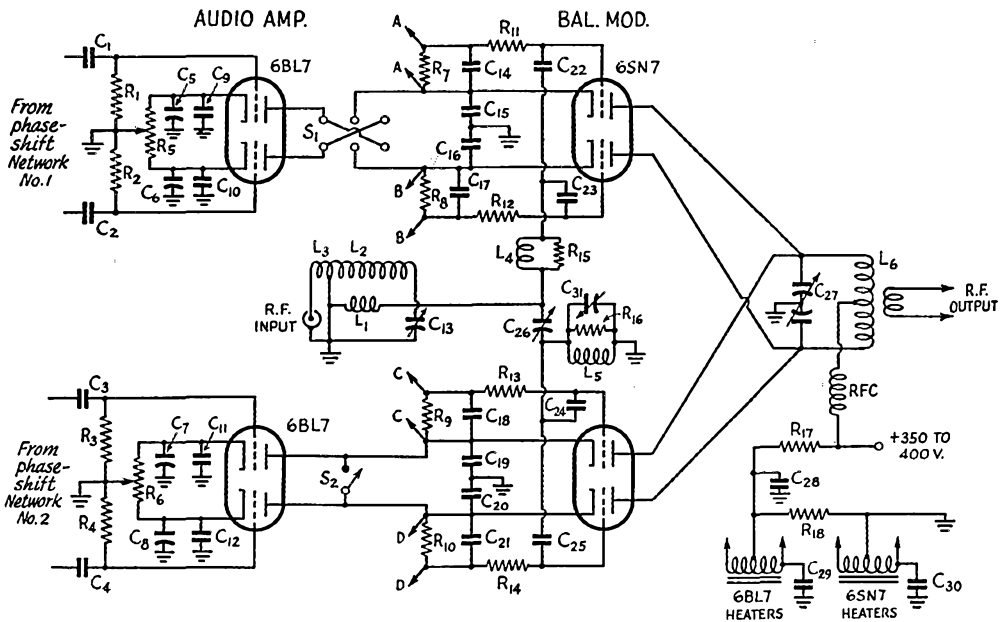 AUDIO AMP.
BAL. MOD.
C1
A
R11
6BL7
6SN7
C5
C9
A
R7
C14
C22
R1
From
phase-
shift
Network
No.1
R5
S1
C15
C16
R2
C6
C10
B
R8
C17
C23
C2
B
R12
L3
L2
L4
R15
L6
C31
C27
R.F.
INPUT
L1
C13
C26
R16
R.F.
OUTPUT
L5
C3
C
R13
RFC
6BL7
C
R9
C18
C24
C7
C11
R3
R17
+350 TO
400 V.
From
phase-
shift
Network
No.2
R6
S2
C19
C20
C28
R4
C8
C12
D
R10
C21
C25
R18
C4
D
R14
C29
C30
6BL7
HEATERS
6SN7
HEATERS